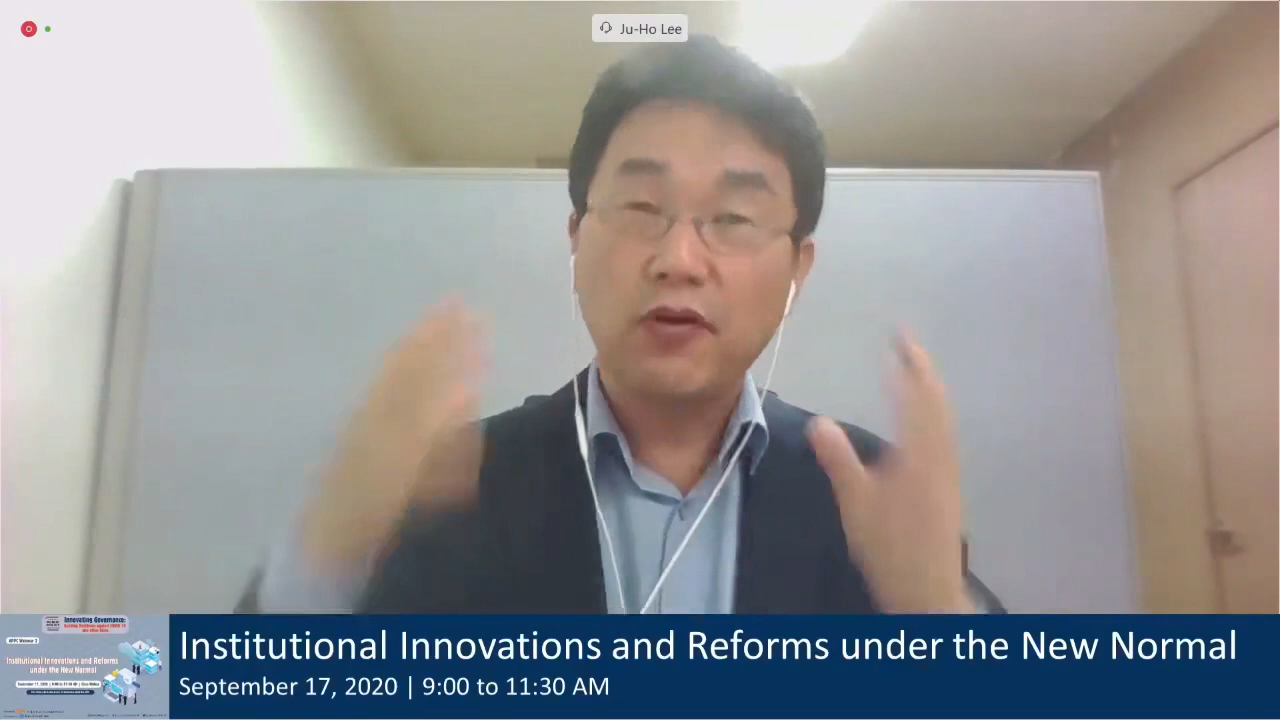 Ju-Ho Lee
Institutional Innovations and Reforms under the New Normal
September 17, 2020 | 9:00 to 11:30 AM
Innovating Governance:
Institutional Innovations and Reforms
under the New Normal